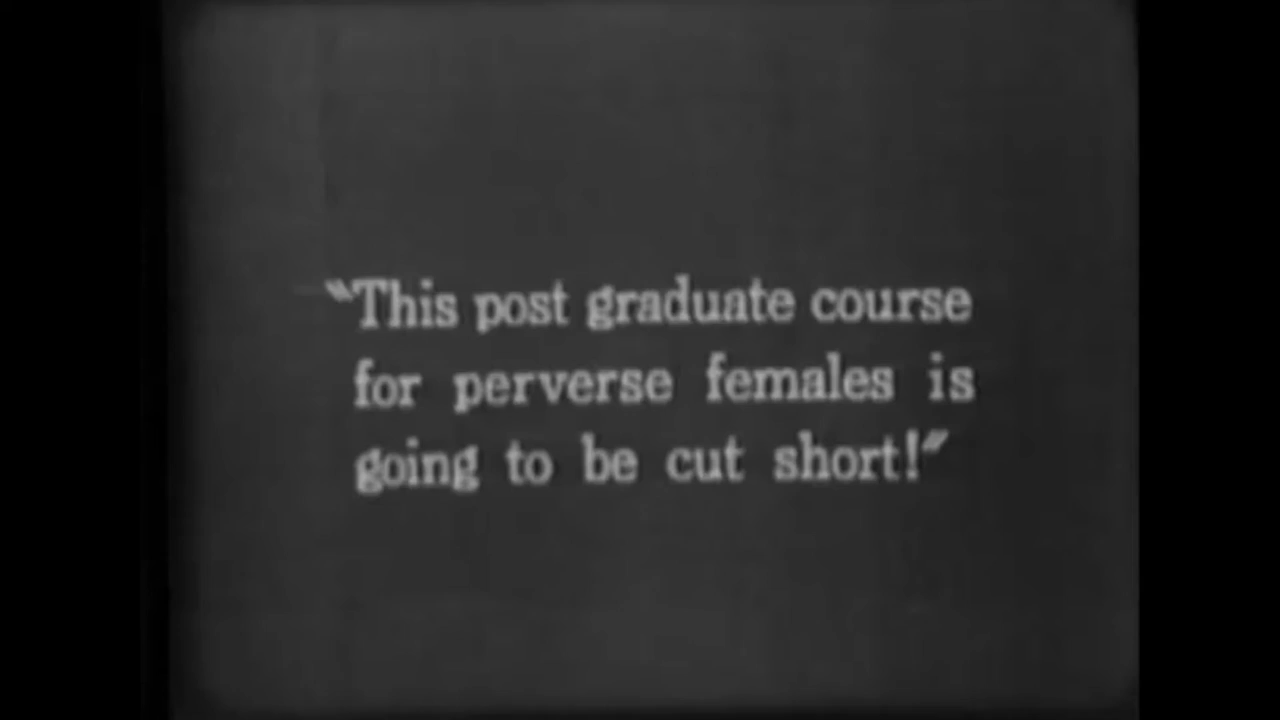 "This post graduate course
for perverse females is
going to be cut short!"